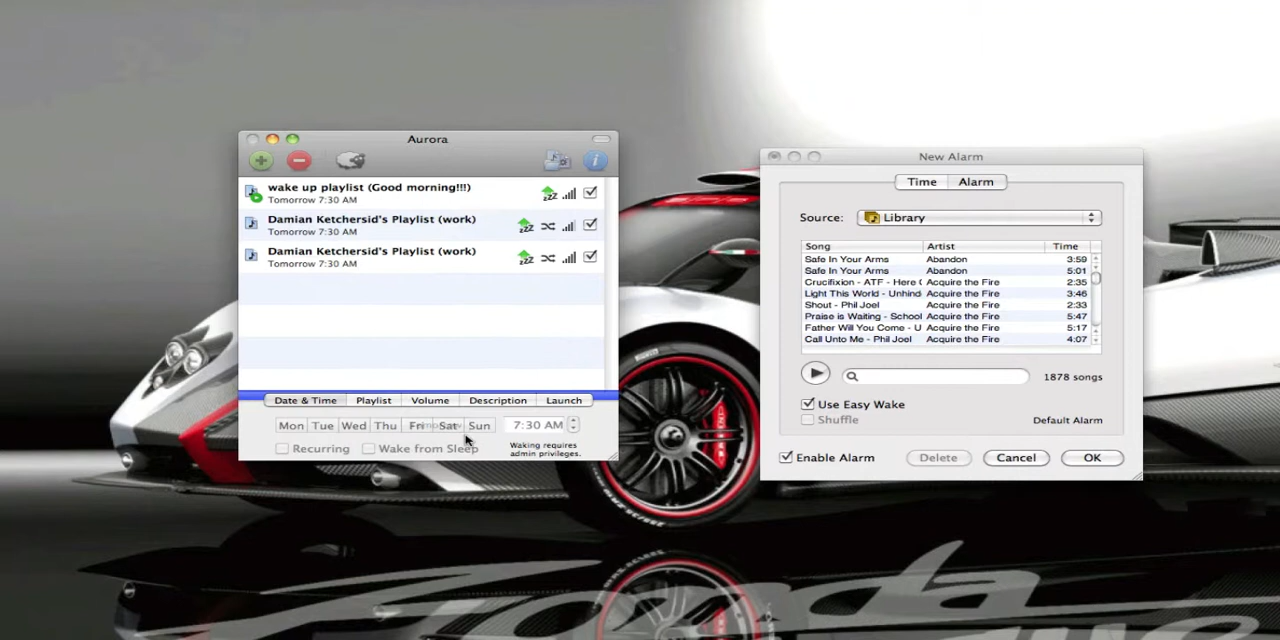 Aurora
wake up playlist (Good morning!!!)
Tomorrow 7:30 AM
Damian Ketchersid's Playlist (work)
Tomorrow 7:30 AM
Damian Ketchersid's Playlist (work)
Tomorrow 7:30 AM
Date & Time Playlist Volume Description Launch
Mon Tue Wed Thu Fri Sat Sun 7:30 AM
Recurring Wake from Sleep
Waking requires
admin privileges.
New Alarm
Time Alarm
Source: Library
Song Artist Time
Safe In Your Arms Abandon 3:59
Safe In Your Arms Abandon 5:01
Crucifixion - ATF - Here ( Acquire the Fire 2:35
Light This World - Unhind Acquire the Fire 3:46
Shout - Phil Joel Acquire the Fire 2:33
Praise is Waiting - School Acquire the Fire 5:47
Father Will You Come - U Acquire the Fire 5:17
Call Unto Me - Phil Joel Acquire the Fire 4:07
1878 songs
Use Easy Wake
Shuffle Default Alarm
Enable Alarm Delete Cancel OK